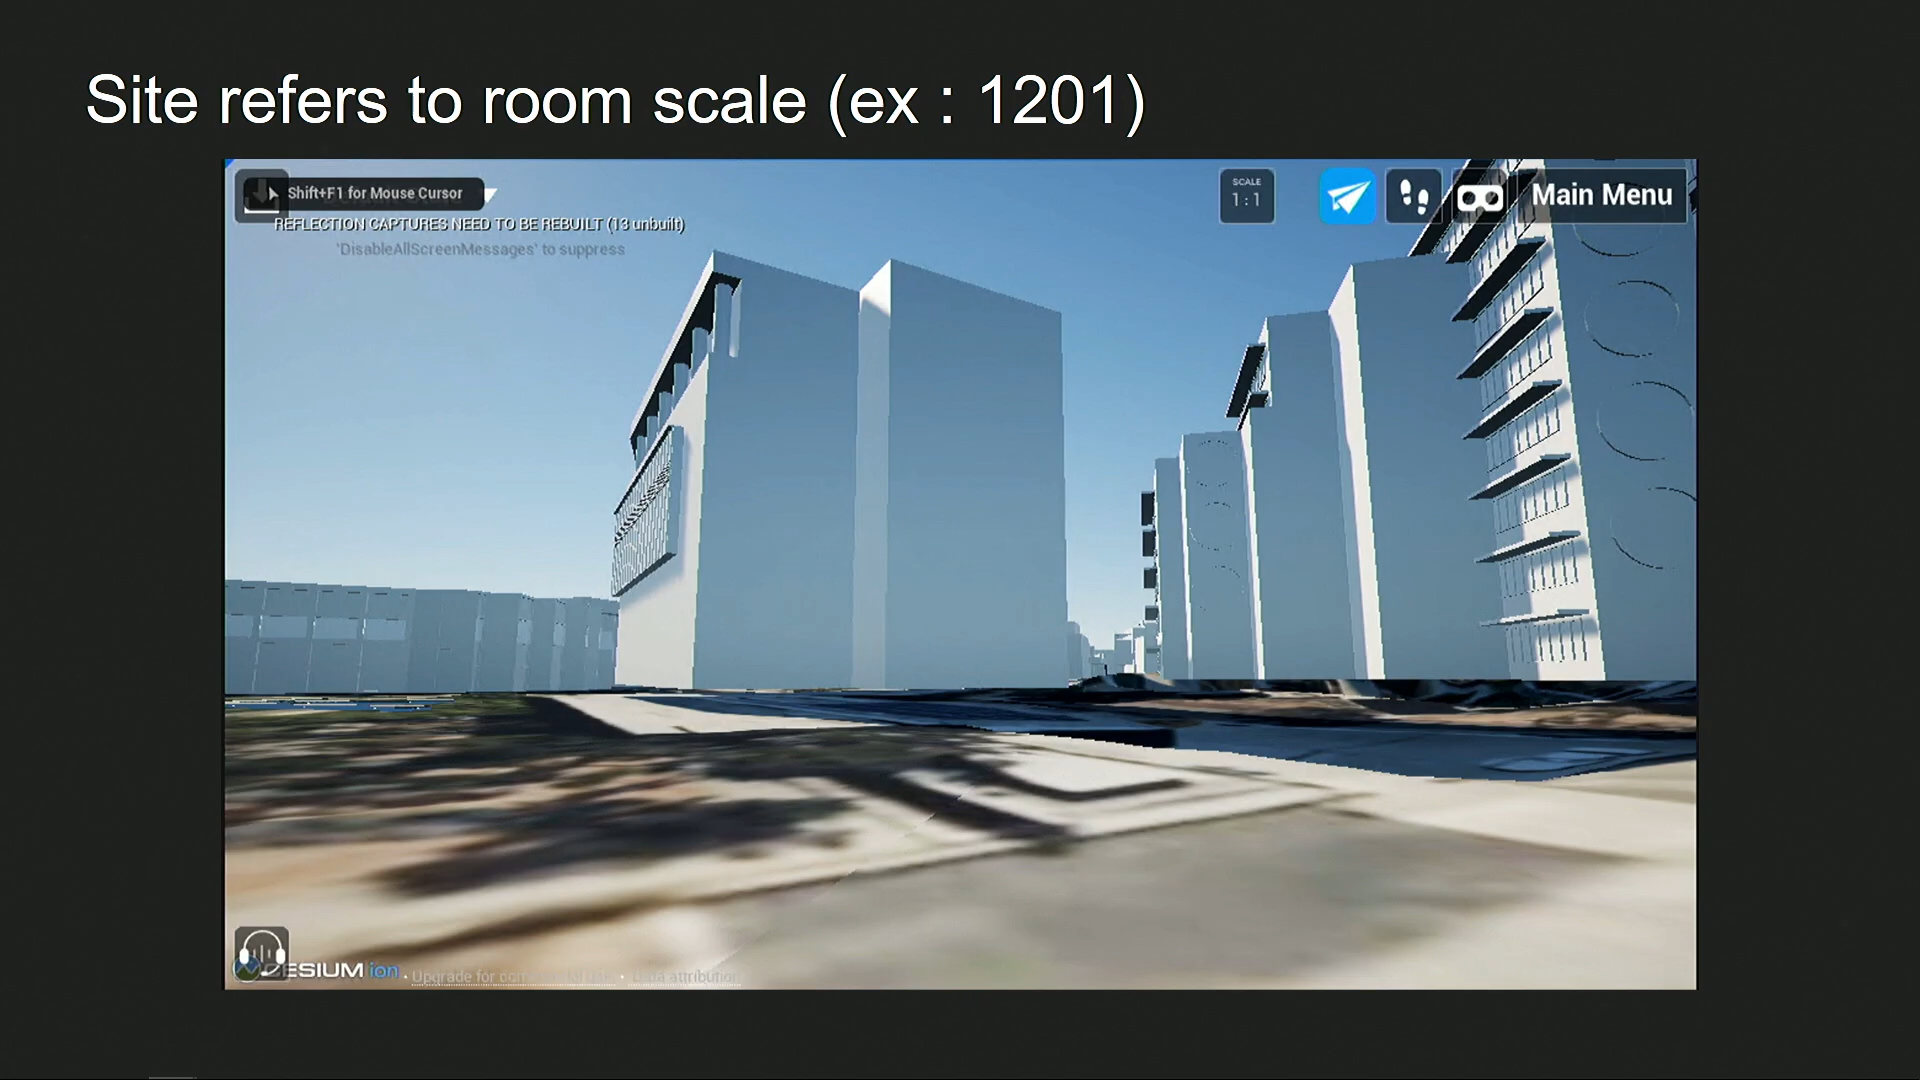 Site refers to room scale (ex : 1201)
Shift+F1 for Mouse Cursor
REFLECTION CAPTURES NEED TO BE REBUILT (13 unbuilt)
'DisableAllScreenMessages' to suppress
SCALE
1 : 1
Main Menu
CESIUM ion • Upgrade for • Data attribution